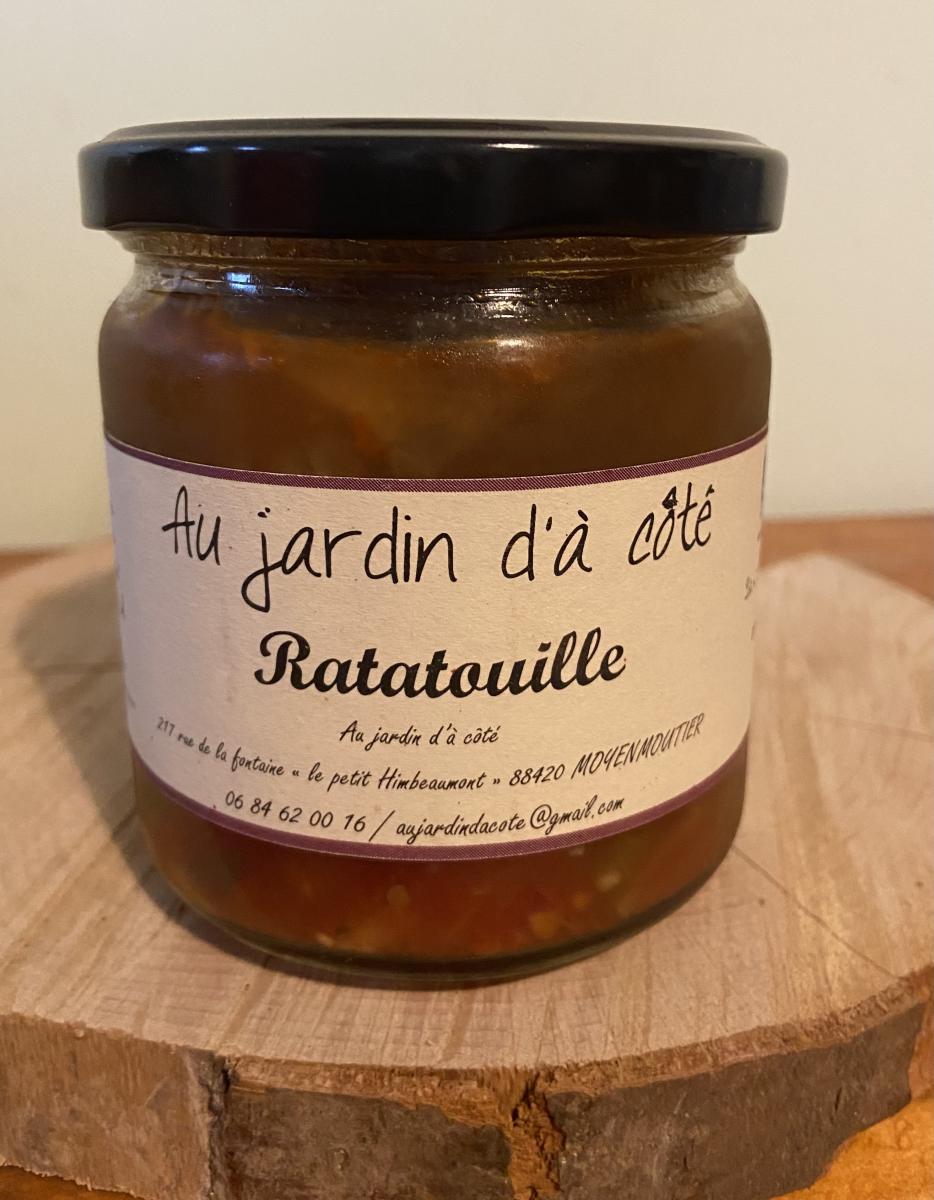 Au jardin d'à côté
Ratatouille
Au jardin d'à côté
217 rue de la fontaine « le petit Himbeaumont » 88420 MOYENMOUTIER
06 84 62 00 16 / aujardindacote@gmail.com